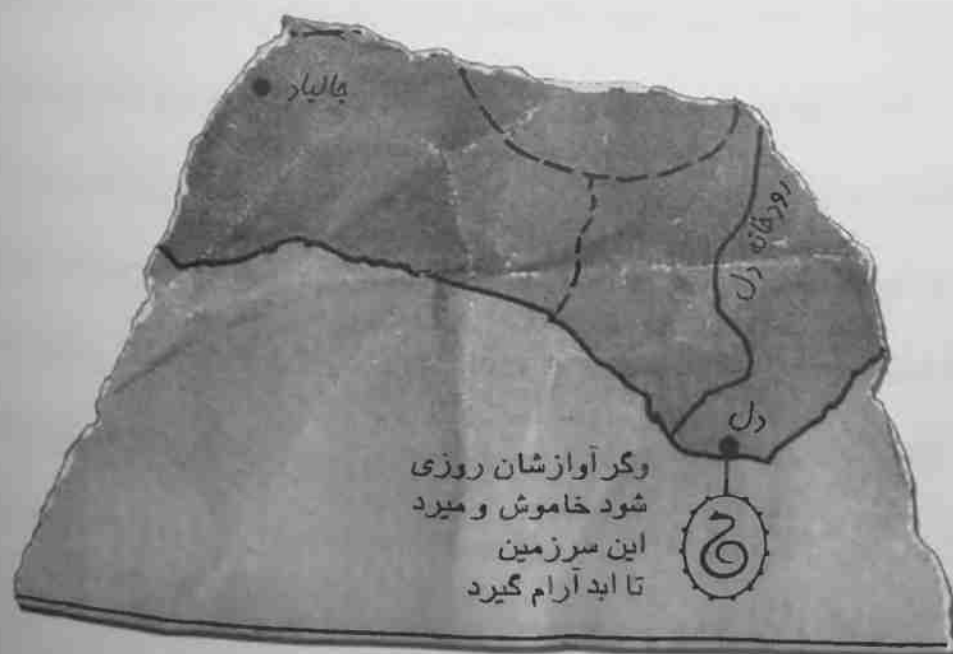 جالیاد
رودخانه دل
دل
وگر آوازشان روزی
شود خاموش و میرد
این سرزمین
تا ابد آرام گیرد